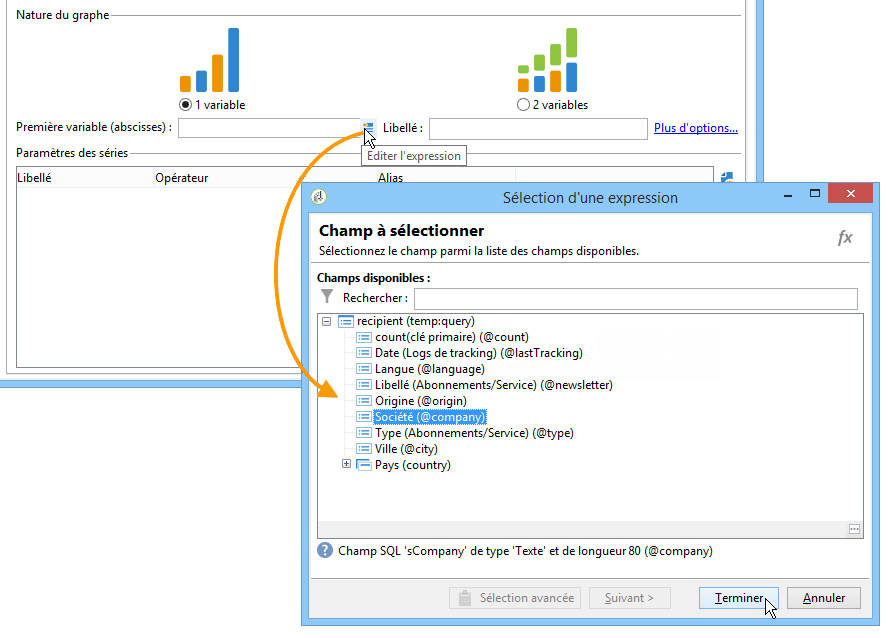 Nature du graphe
1 variable
2 variables
Première variable (abscisses) :
Libellé :
Plus d'options...
Editer l'expression
Paramètres des séries
Libellé Opérateur Alias
Sélection d'une expression
Champ à sélectionner
Sélectionnez le champ parmi la liste des champs disponibles.
fx
Champs disponibles :
Rechercher :
recipient (temp:query)
count(clé primaire) (@count)
Date (Logs de tracking) (@lastTracking)
Langue (@language)
Libellé (Abonnements/Service) (@newsletter)
Origine (@origin)
Société (@company)
Type (Abonnements/Service) (@type)
Ville (@city)
Pays (country)
Champ SQL 'sCompany' de type 'Texte' et de longueur 80 (@company)
Sélection avancée
Suivant >
Terminer
Annuler